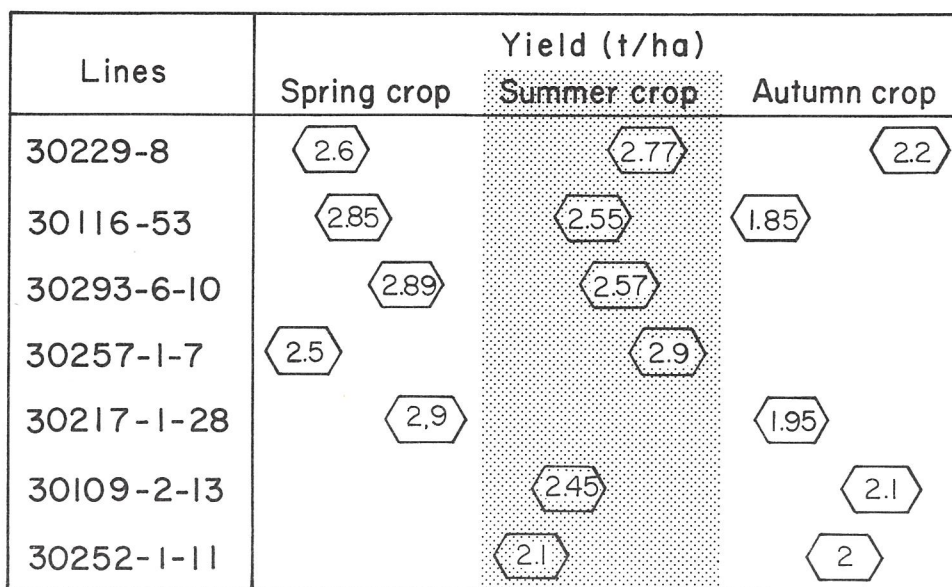 Yield (t/ha)
Lines Spring crop Summer crop Autumn crop
30229-8 2.6 2.77 2.2
30116-53 2.85 2.55 1.85
30293-6-10 2.89 2.57
30257-1-7 2.5 2.9
30217-1-28 2,9 1.95
30109-2-13 2.45 2.1
30252-1-11 2.1 2